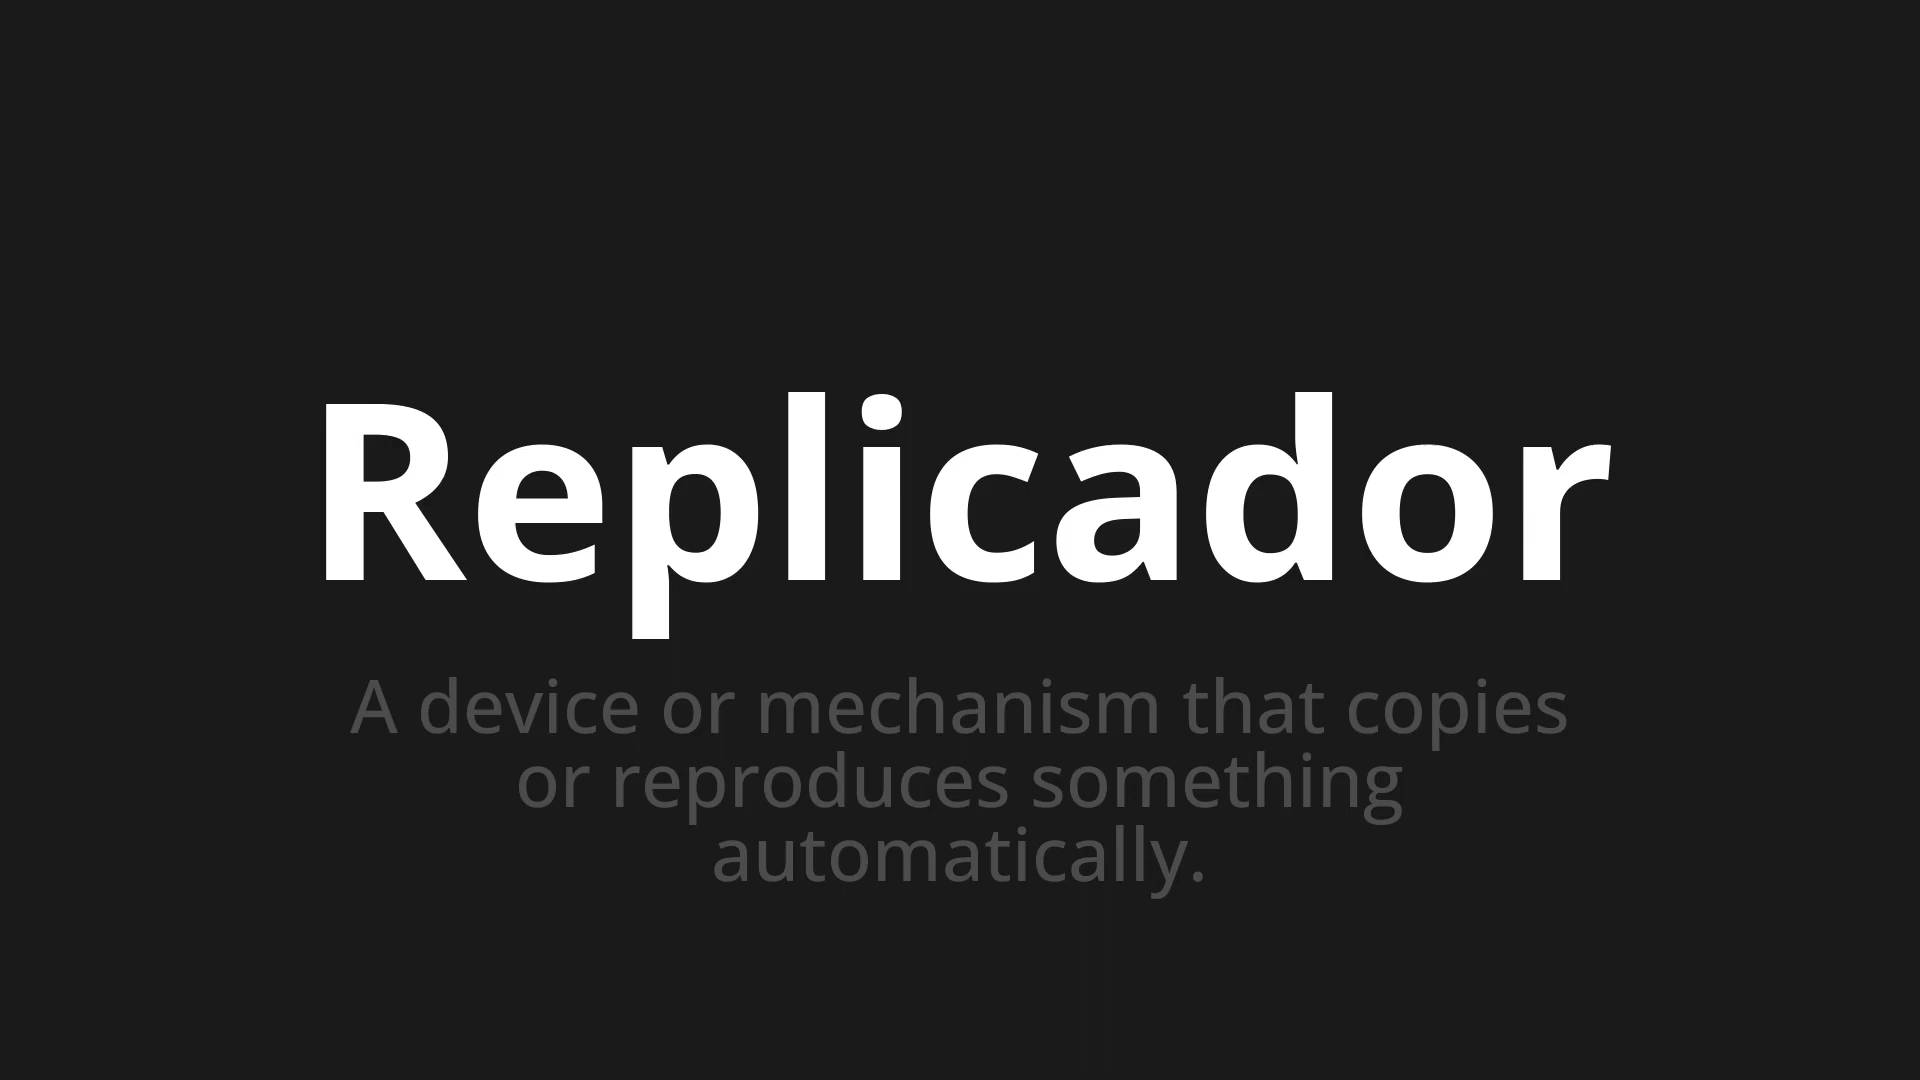 Replicador
A device or mechanism that copies
or reproduces something
automatically.